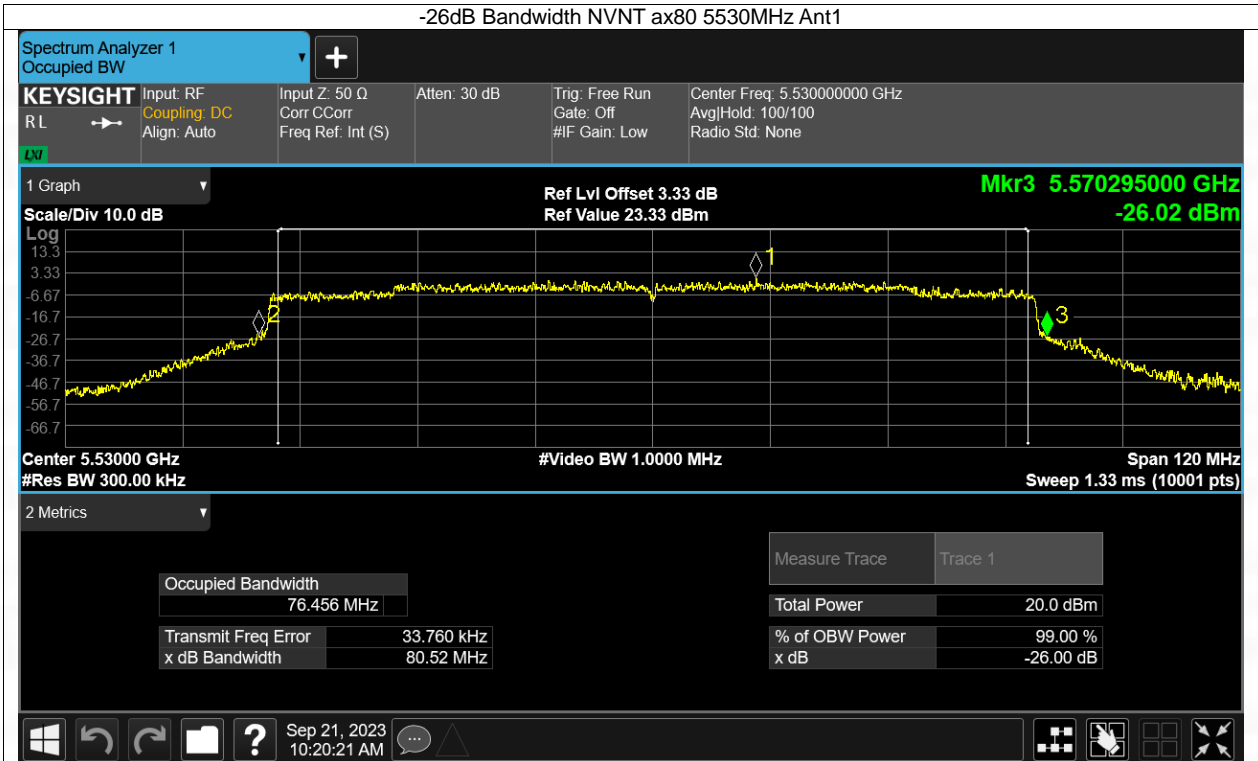 -26dB Bandwidth NVNT ax80 5530MHz Ant1
Spectrum Analyzer 1
Occupied BW
+
KEYSIGHT
R L
LXI
Input: RF
Coupling: DC
Align: Auto
Input Z: 50 Ω
Corr CCorr
Freq Ref: Int (S)
Atten: 30 dB
Trig: Free Run
Gate: Off
#IF Gain: Low
Center Freq: 5.530000000 GHz
Avg|Hold: 100/100
Radio Std: None
1 Graph
Scale/Div 10.0 dB
Ref Lvl Offset 3.33 dB
Ref Value 23.33 dBm
Mkr3 5.570295000 GHz
-26.02 dBm
Log
13.3
3.33
-6.67
-16.7
-26.7
-36.7
-46.7
-56.7
-66.7
1
2
3
Center 5.53000 GHz
#Video BW 1.0000 MHz
Span 120 MHz
#Res BW 300.00 kHz
Sweep 1.33 ms (10001 pts)
2 Metrics
Measure Trace Trace 1
Occupied Bandwidth
76.456 MHz
Total Power 20.0 dBm
Transmit Freq Error 33.760 kHz
% of OBW Power 99.00 %
x dB Bandwidth 80.52 MHz
x dB -26.00 dB
?
Sep 21, 2023
10:20:21 AM